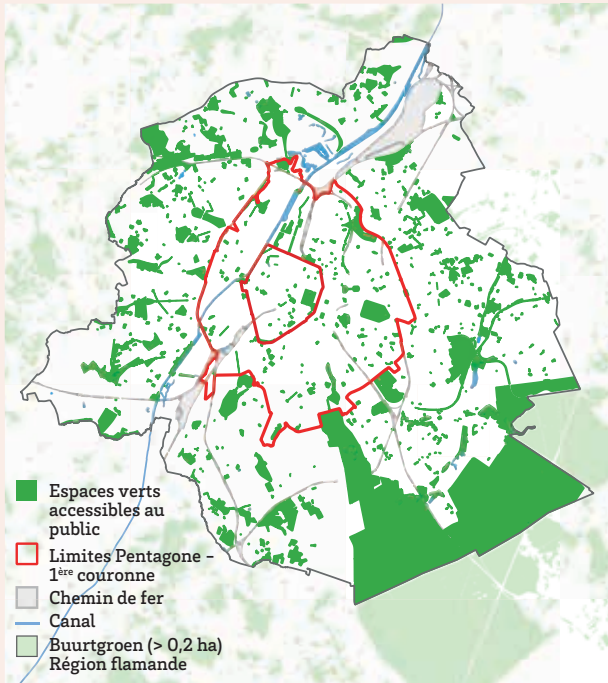 Espaces verts
accessibles au
public
Limites Pentagone –
1ère couronne
Chemin de fer
Canal
Buurtgroen (> 0,2 ha)
Région flamande